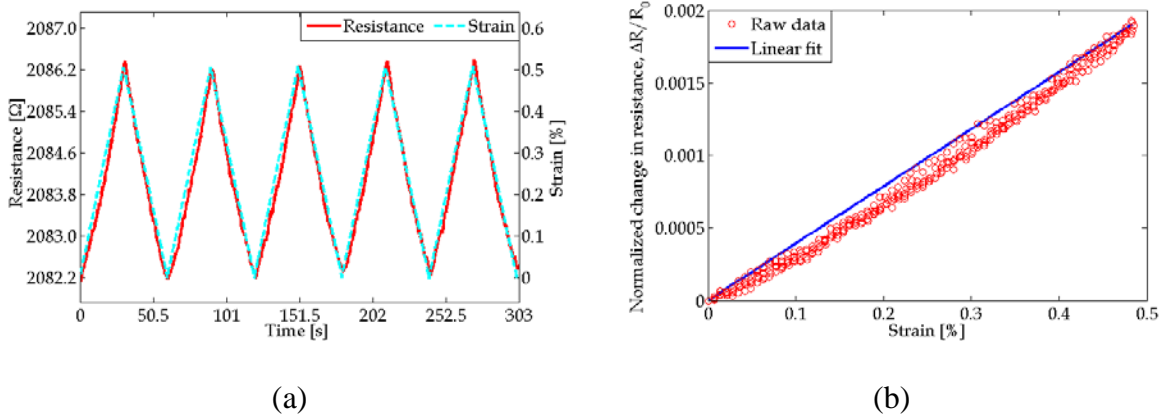 Resistance Strain
2087.0
2086.2
2085.4
2084.6
2083.8
2083.0
2082.2
Resistance [Ω]
0.6
0.5
0.4
0.3
0.2
0.1
0
Strain [%]
0 50.5 101 151.5 202 252.5 303
Time [s]
(a)
Raw data
Linear fit
0.002
0.0015
0.001
0.0005
0
Normalized change in resistance, ΔR/R0
0 0.1 0.2 0.3 0.4 0.5
Strain [%]
(b)